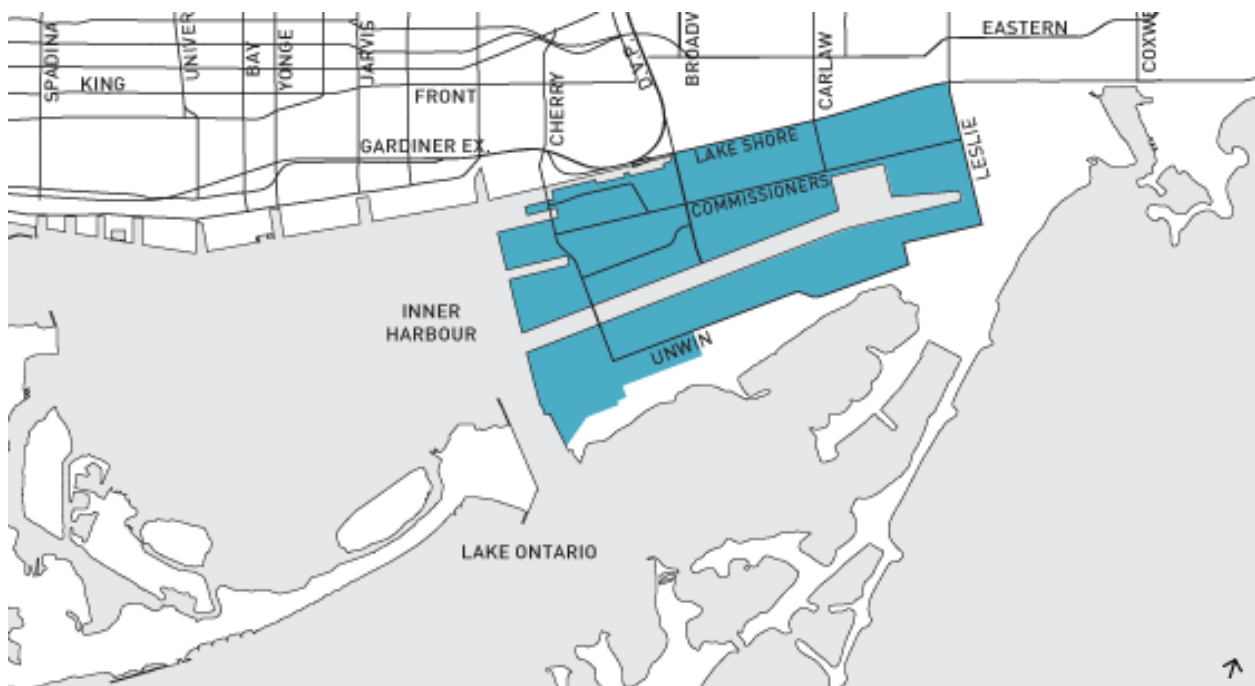 SPADINA
UNIVER
BAY
YONGE
JARVIS
KING
FRONT
CHERRY
D.V.P.
BROADV
CARLAW
EASTERN
COXWE
GARDINER EX.
LAKE SHORE
LESLIE
COMMISSIONERS
INNER
HARBOUR
UNWIN
LAKE ONTARIO